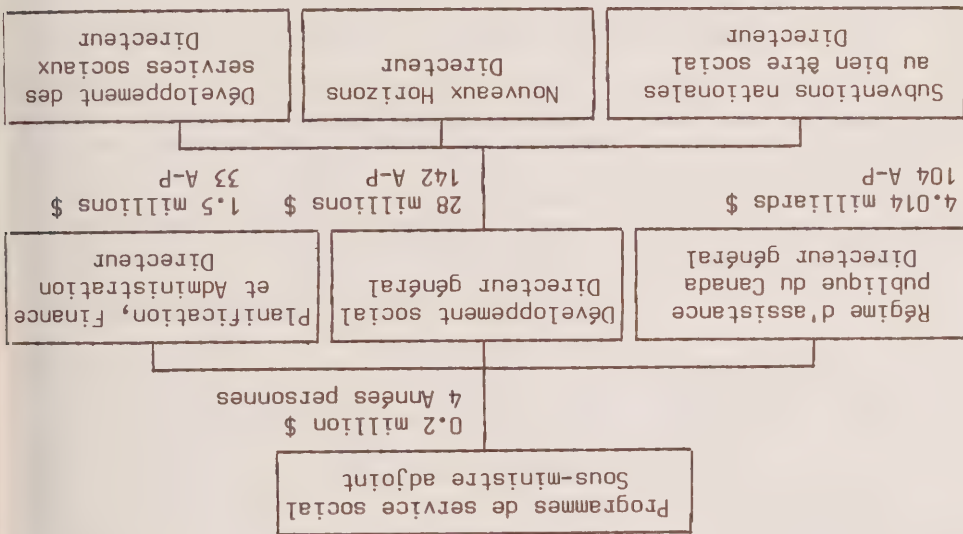 Programmes de service social
Sous-ministre adjoint
0.2 million $
4 Années personnes
Régime d'assistance
publique du Canada
Directeur général
Développement social
Directeur général
Planification, Finance
et Administration
Directeur
4.014 milliards $
104 A-P
28 millions $
142 A-P
1.5 millions $
33 A-P
Subventions nationales
au bien être social
Directeur
Nouveaux Horizons
Directeur
Développement des
services sociaux
Directeur